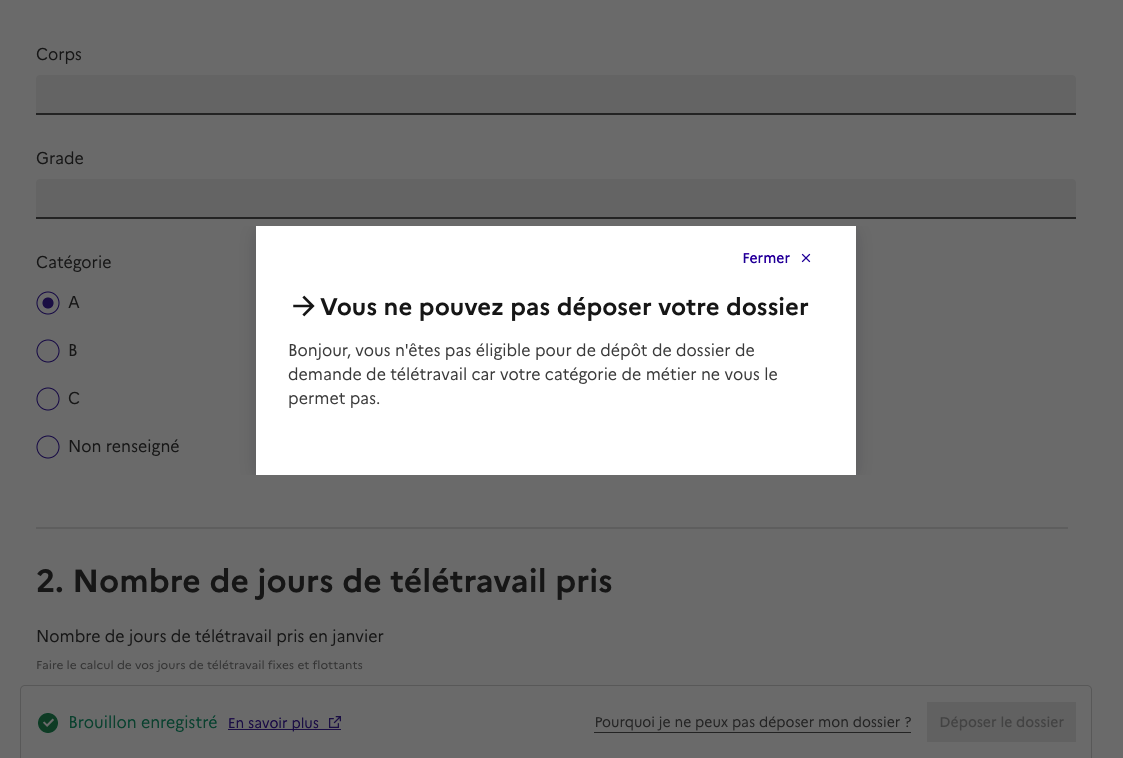 Corps
Grade
Catégorie
A
B
C
Non renseigné
Fermer ×
→ Vous ne pouvez pas déposer votre dossier
Bonjour, vous n'êtes pas éligible pour de dépôt de dossier de
demande de télétravail car votre catégorie de métier ne vous le
permet pas.
2. Nombre de jours de télétravail pris
Nombre de jours de télétravail pris en janvier
Faire le calcul de vos jours de télétravail fixes et flottants
Brouillon enregistré En savoir plus
Pourquoi je ne peux pas déposer mon dossier ? Déposer le dossier